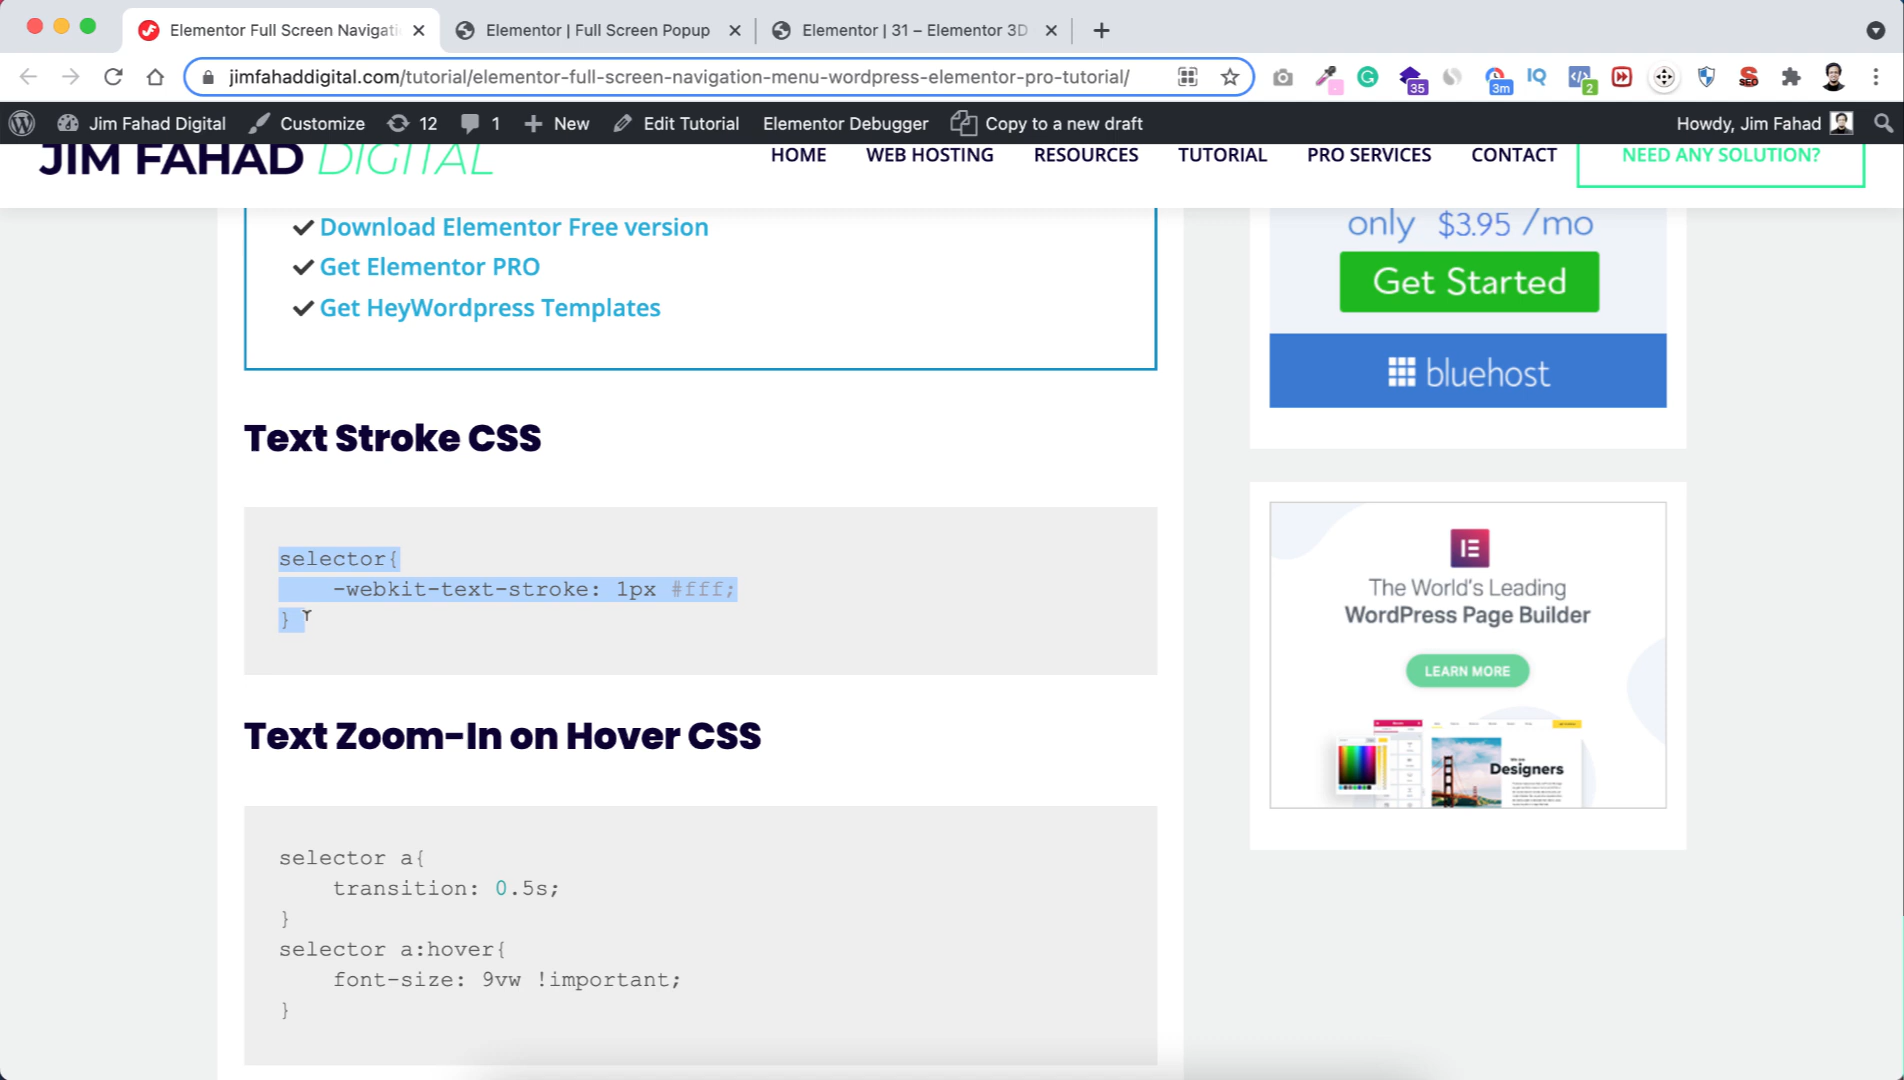 Elementor Full Screen Navigati
Elementor | Full Screen Popup
Elementor | 31 – Elementor 3D
jimfahaddigital.com/tutorial/elementor-full-screen-navigation-menu-wordpress-elementor-pro-tutorial/
35
3m
IQ
2
SEO
Jim Fahad Digital
Customize
12
1
New
Edit Tutorial
Elementor Debugger
Copy to a new draft
Howdy, Jim Fahad
JIM FAHAD DIGITAL
HOME
WEB HOSTING
RESOURCES
TUTORIAL
PRO SERVICES
CONTACT
NEED ANY SOLUTION?
Download Elementor Free version
Get Elementor PRO
Get HeyWordpress Templates
only $3.95 /mo
Get Started
bluehost
Text Stroke CSS
selector{
-webkit-text-stroke: 1px #fff;
}
The World's Leading
WordPress Page Builder
LEARN MORE
Designers
Text Zoom-In on Hover CSS
selector a{
transition: 0.5s;
}
selector a:hover{
font-size: 9vw !important;
}